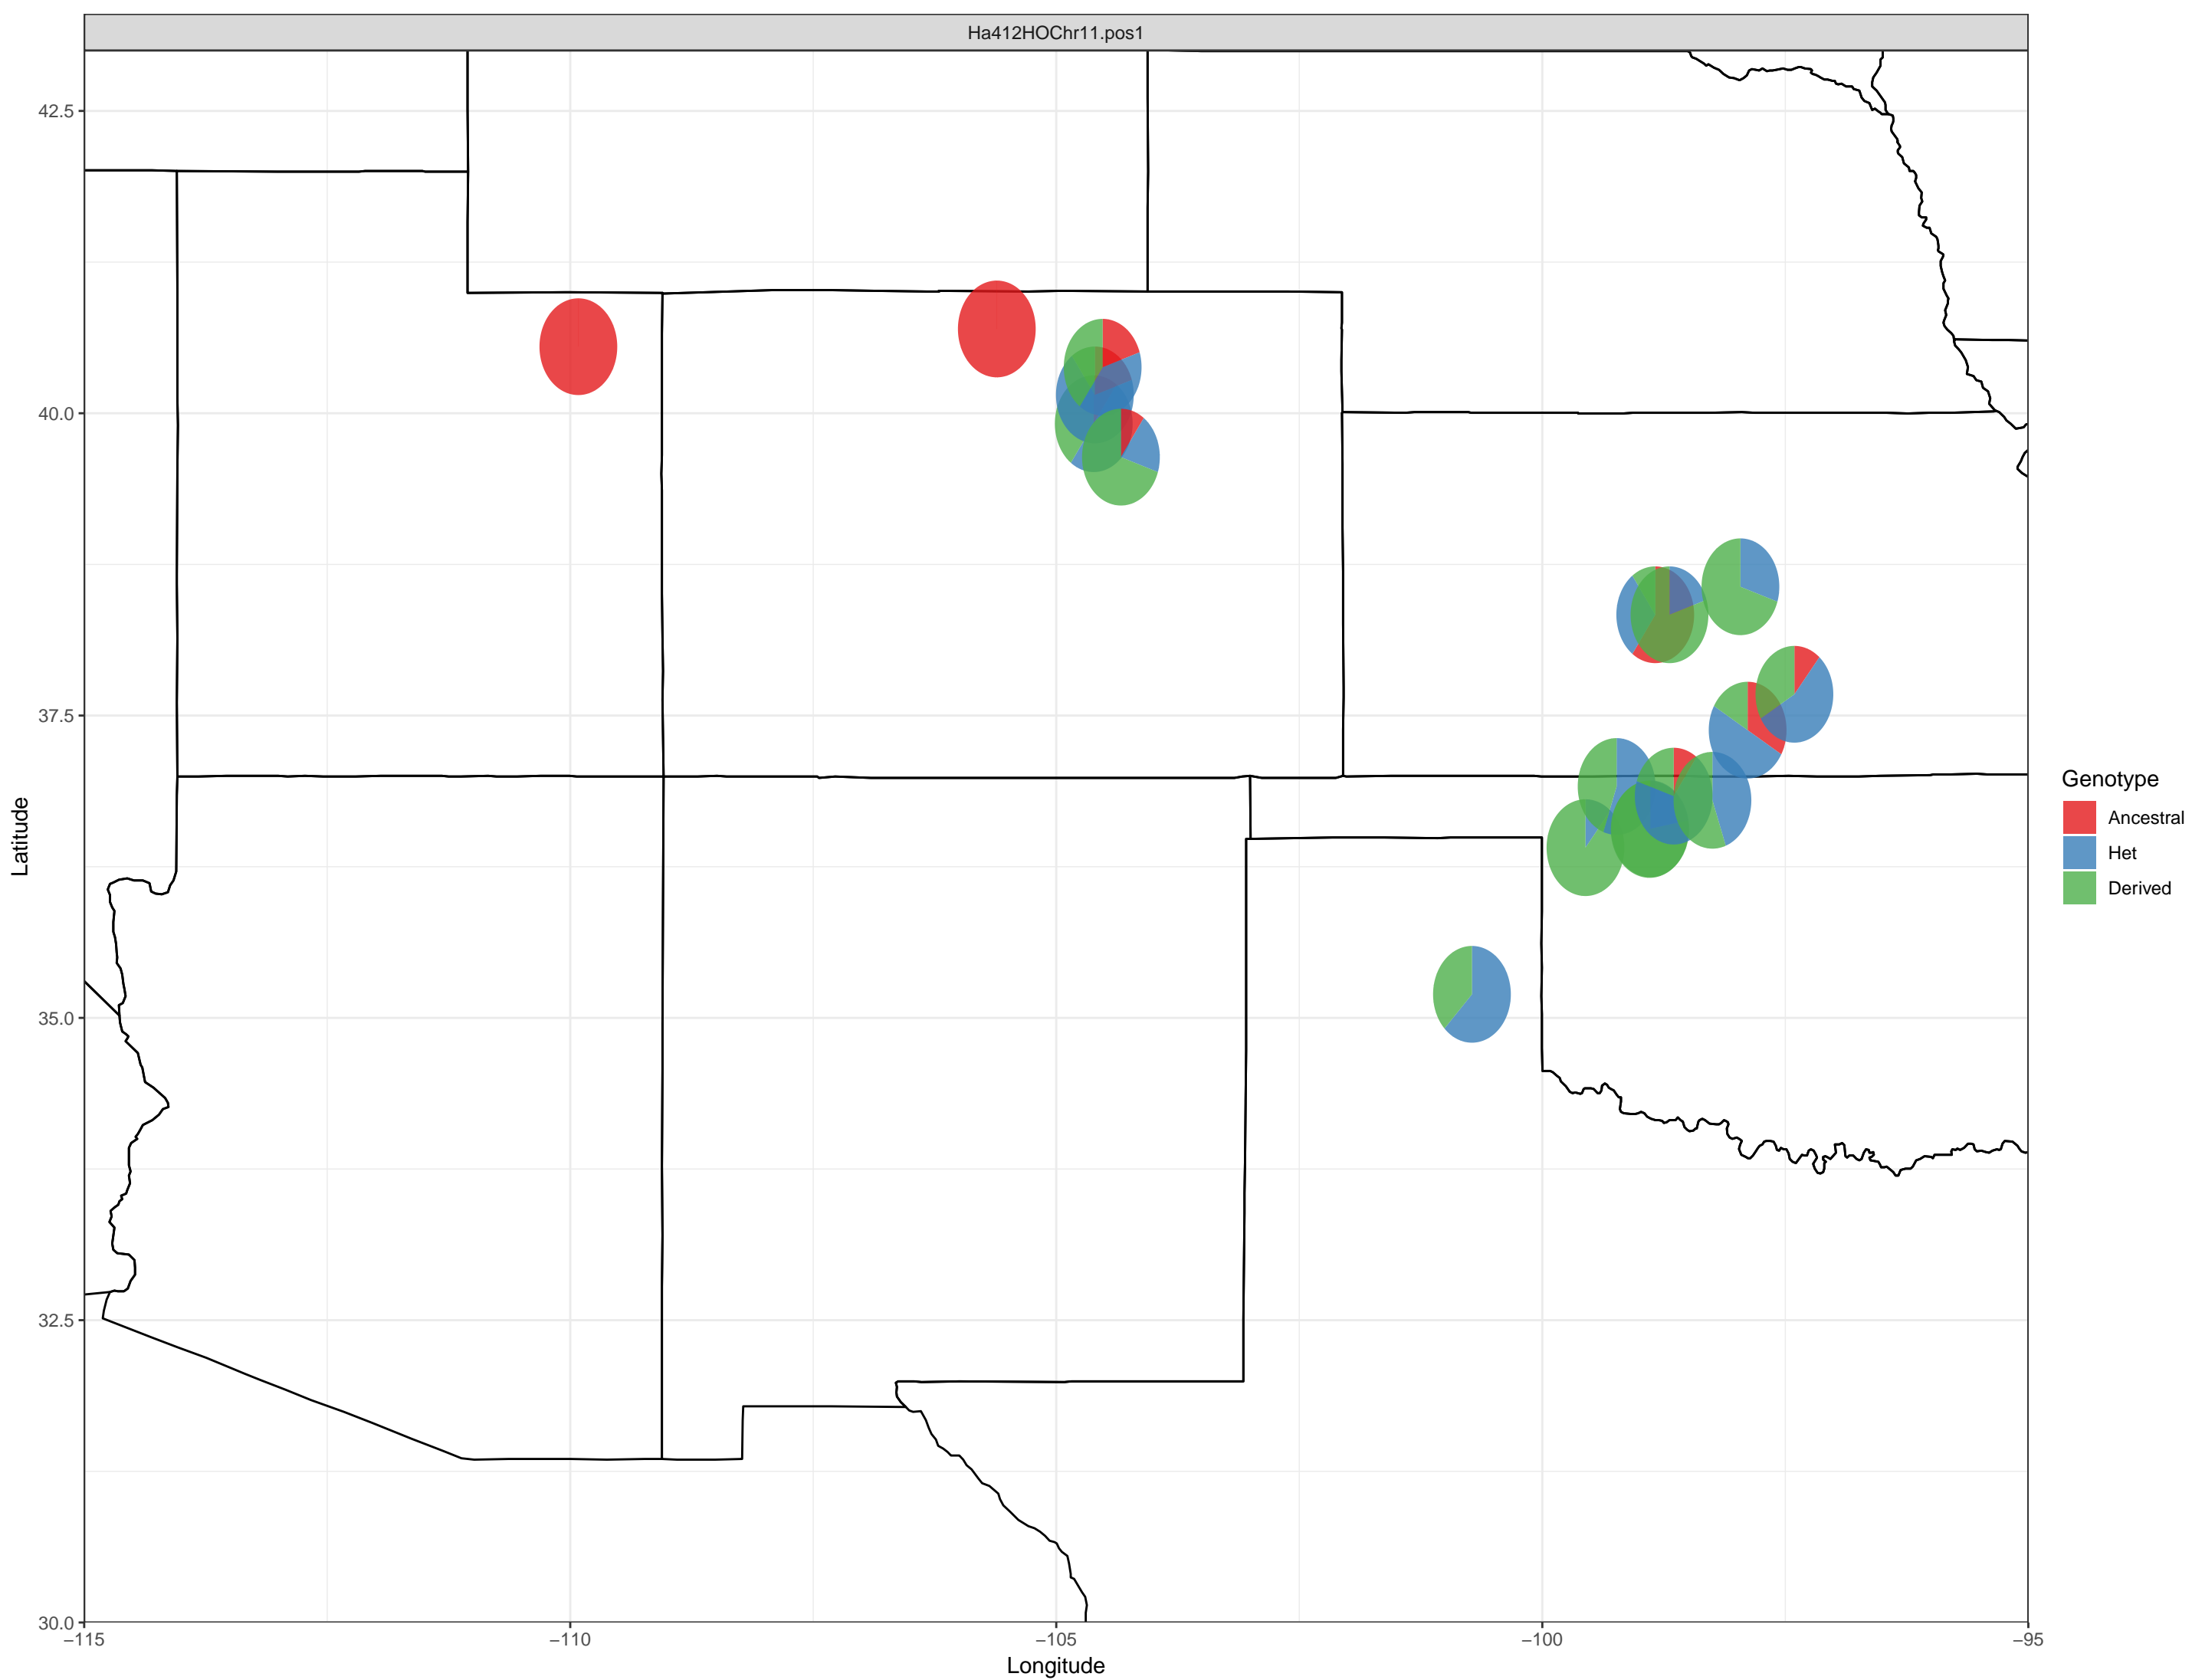 Ha412HOChr11.pos1
42.5
40.0
37.5
35.0
32.5
30.0
Latitude
−115
−110
−105
−100
−95
Longitude
Genotype
Ancestral
Het
Derived